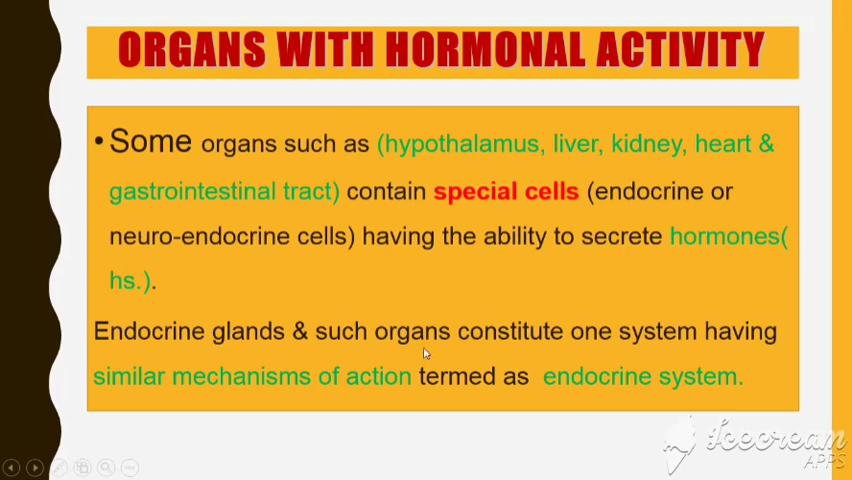 ORGANS WITH HORMONAL ACTIVITY
• Some organs such as (hypothalamus, liver, kidney, heart &
gastrointestinal tract) contain special cells (endocrine or
neuro-endocrine cells) having the ability to secrete hormones(
hs.).
Endocrine glands & such organs constitute one system having
similar mechanisms of action termed as endocrine system.
Icecream
APPS